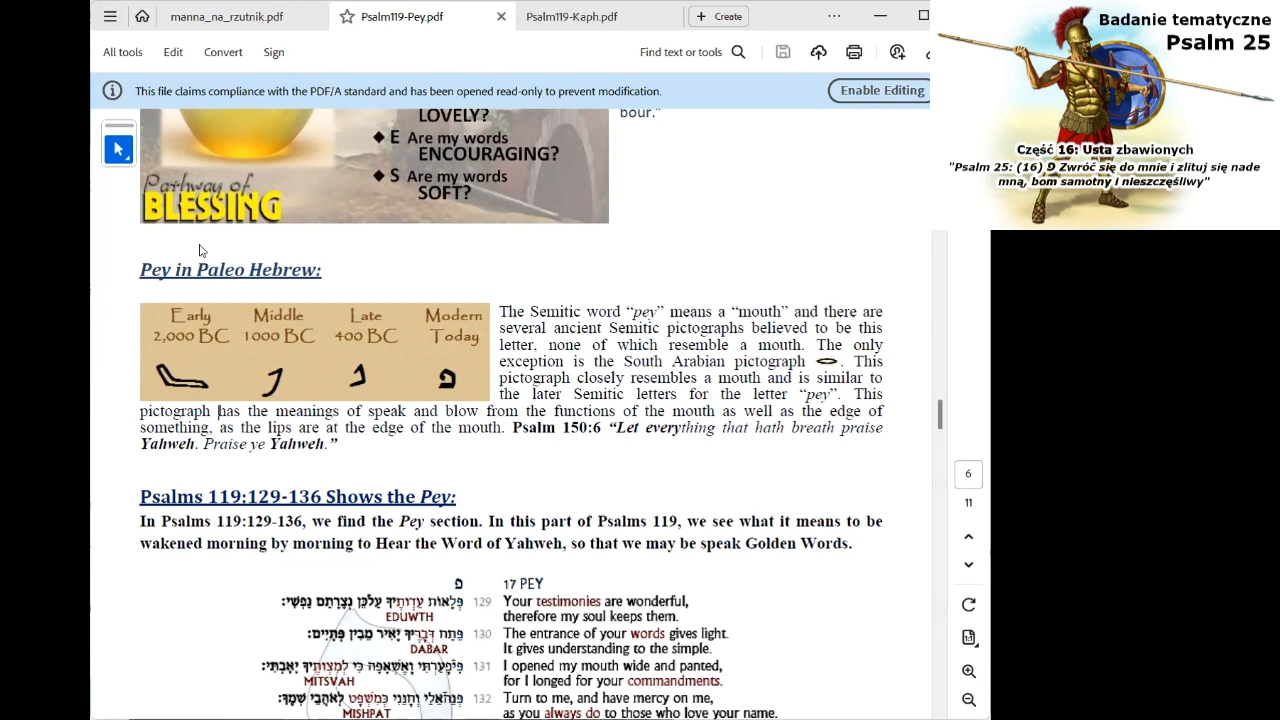 manna_na_rzutnik.pdf
Psalm119-Pey.pdf
Psalm119-Kaph.pdf
Create
All tools
Edit
Convert
Sign
Find text or tools
This file claims compliance with the PDF/A standard and has been opened read-only to prevent modification.
Enable Editing
LOVELY?
E Are my words
ENCOURAGING?
S Are my words
SOFT?
Pathway of
BLESSING
bour."
Pey in Paleo Hebrew:
Early Middle Late Modern
2,000 BC 1000 BC 400 BC Today
The Semitic word “pey” means a “mouth” and there are
several ancient Semitic pictographs believed to be this
letter, none of which resemble a mouth. The only
exception is the South Arabian pictograph . This
pictograph closely resembles a mouth and is similar to
the later Semitic letters for the letter “pey”. This
pictograph has the meanings of speak and blow from the functions of the mouth as well as the edge of
something, as the lips are at the edge of the mouth. Psalm 150:6 “Let everything that hath breath praise
Yahweh. Praise ye Yahweh.”
Psalms 119:129-136 Shows the Pey:
In Psalms 119:129-136, we find the Pey section. In this part of Psalms 119, we see what it means to be
wakened morning by morning to Hear the Word of Yahweh, so that we may be speak Golden Words.
פ 17 PEY
פְּלָאוֹת עֵדְוֹתֶיךָ עַל־כֵּן נְצָרָתַם נַפְשִׁי׃ 129 Your testimonies are wonderful,
EDUWTH therefore my soul keeps them.
פֵּתַח דְּבָרֶיךָ יָאִיר מֵבִין פְּתָיִים׃ 130 The entrance of your words gives light.
DABAR It gives understanding to the simple.
פִּי־פָעַרְתִּי וָאֶשְׁאָפָה כִּי לְמִצְוֹתֶיךָ יָאָבְתִּי׃ 131 I opened my mouth wide and panted,
MITSVAH for I longed for your commandments.
פְּנֵה־אֵלַי וְחָנֵּנִי כְּמִשְׁפָּט לְאֹהֲבֵי שְׁמֶךָ׃ 132 Turn to me, and have mercy on me,
MISHPAT as you always do to those who love your name.
6
11
Badanie tematyczne
Psalm 25
Część 16: Usta zbawionych
"Psalm 25: (16) פ Zwróć się do mnie i zlituj się nade
mną, bom samotny i nieszczęśliwy"